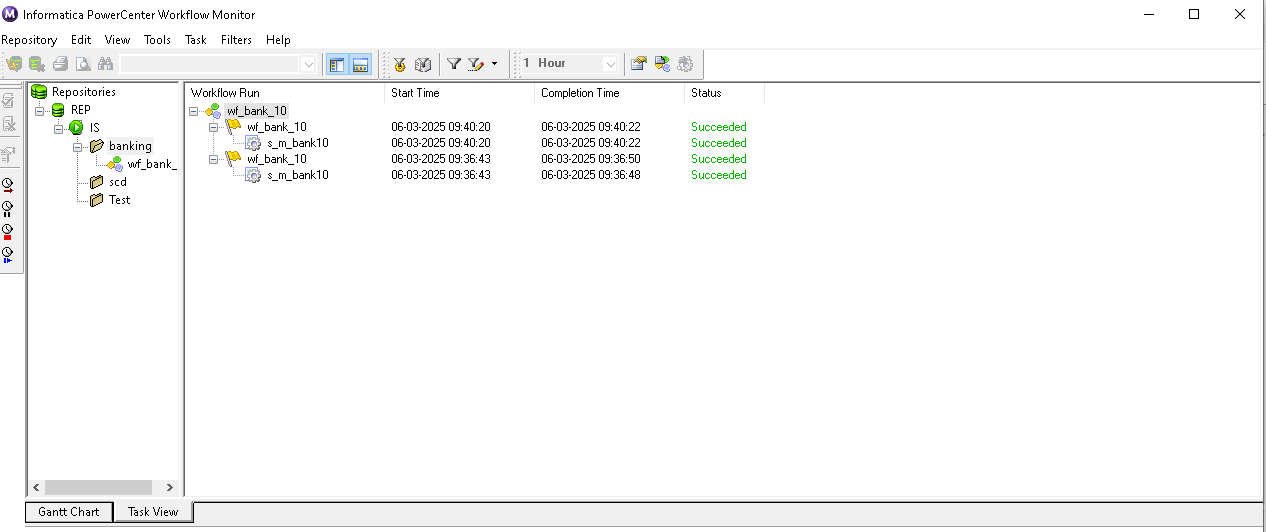 Informatica PowerCenter Workflow Monitor
Repository Edit View Tools Task Filters Help
1 Hour
Repositories
REP
IS
banking
wf_bank_
scd
Test
Workflow Run Start Time Completion Time Status
wf_bank_10
wf_bank_10 06-03-2025 09:40:20 06-03-2025 09:40:22 Succeeded
s_m_bank10 06-03-2025 09:40:20 06-03-2025 09:40:22 Succeeded
wf_bank_10 06-03-2025 09:36:43 06-03-2025 09:36:50 Succeeded
s_m_bank10 06-03-2025 09:36:43 06-03-2025 09:36:48 Succeeded
Gantt Chart Task View